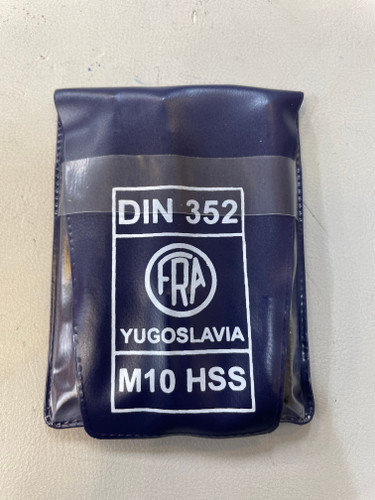 DIN 352
FRA
YUGOSLAVIA
M10 HSS